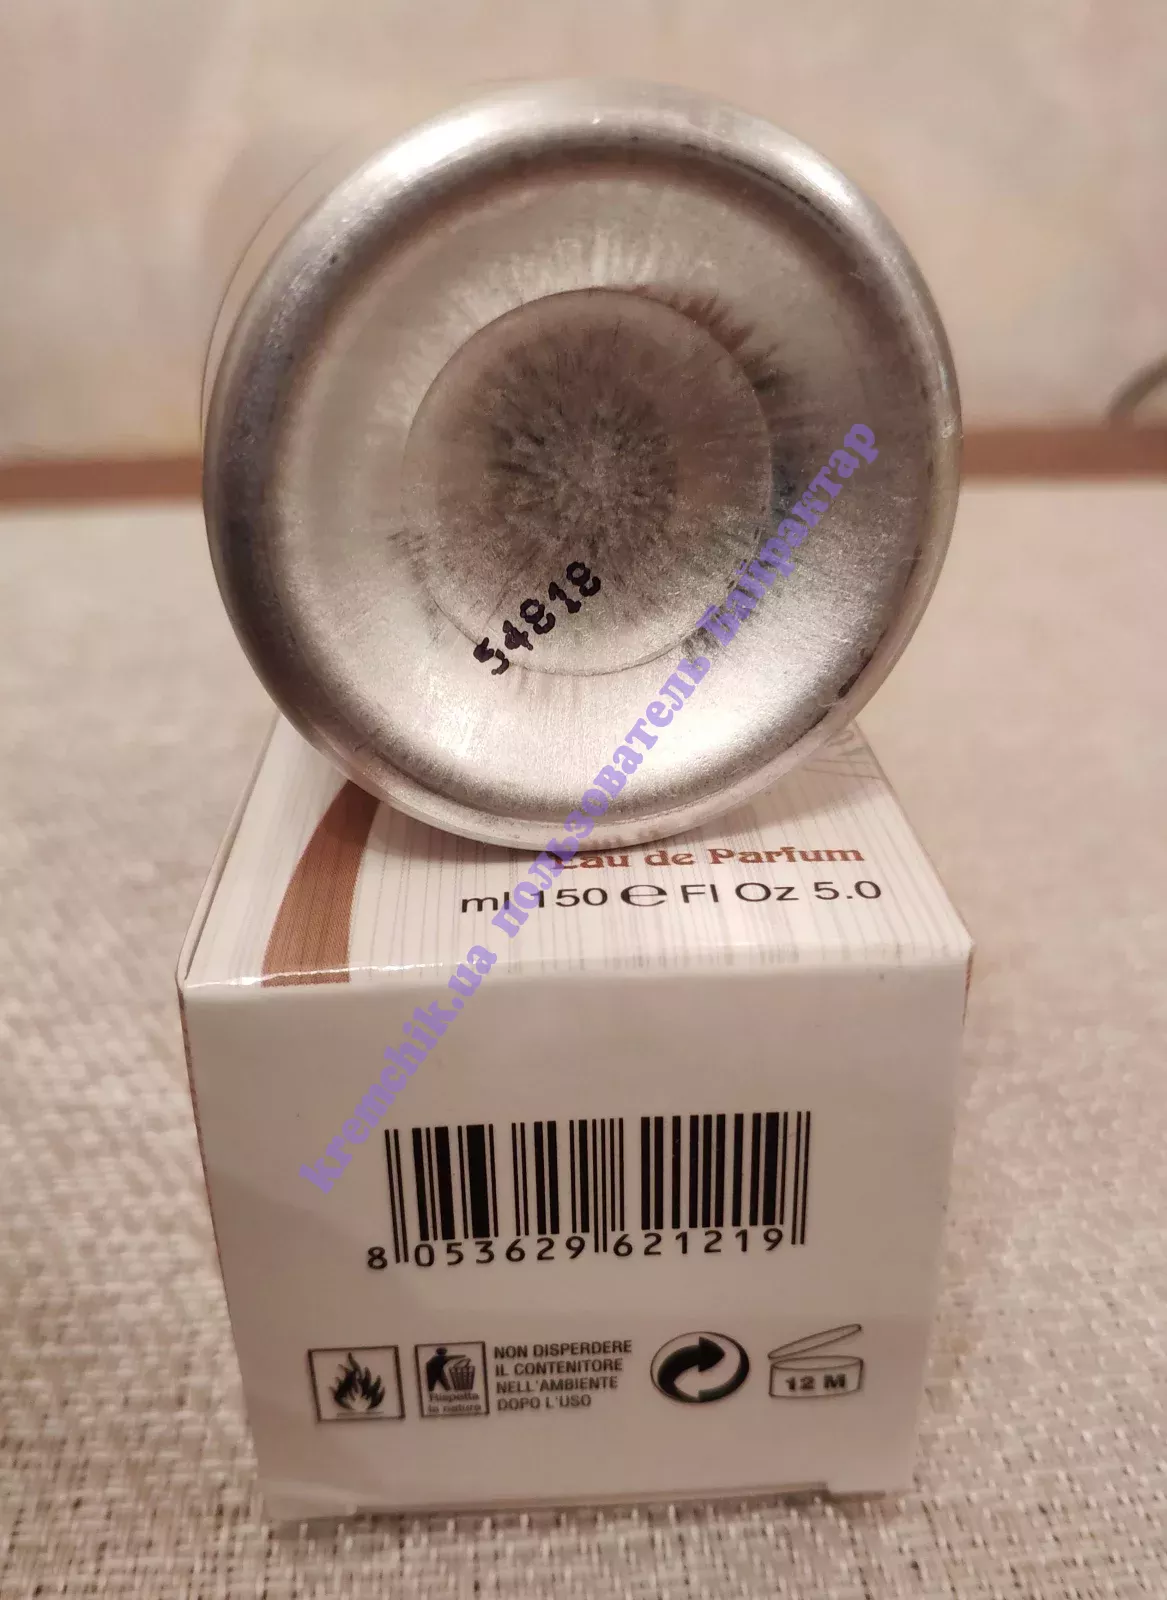 54818
Eau de Parfum
ml 150 e Fl Oz 5.0
kremchik.ua пользователь Байрактар
8 053629 621219
NON DISPERDERE
IL CONTENITORE
NELL'AMBIENTE
DOPO L'USO
Rispetta
la natura
12 M